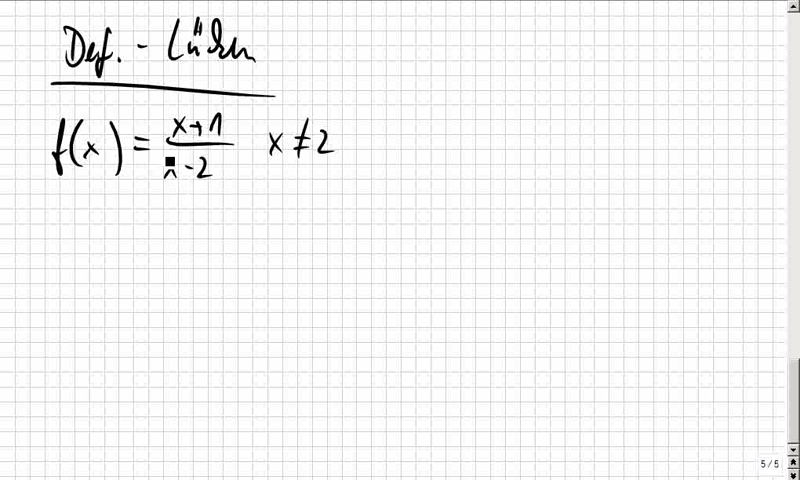 Def. - Lücken
f(x) = x+1 / x-2 x ≠ 2
5/5